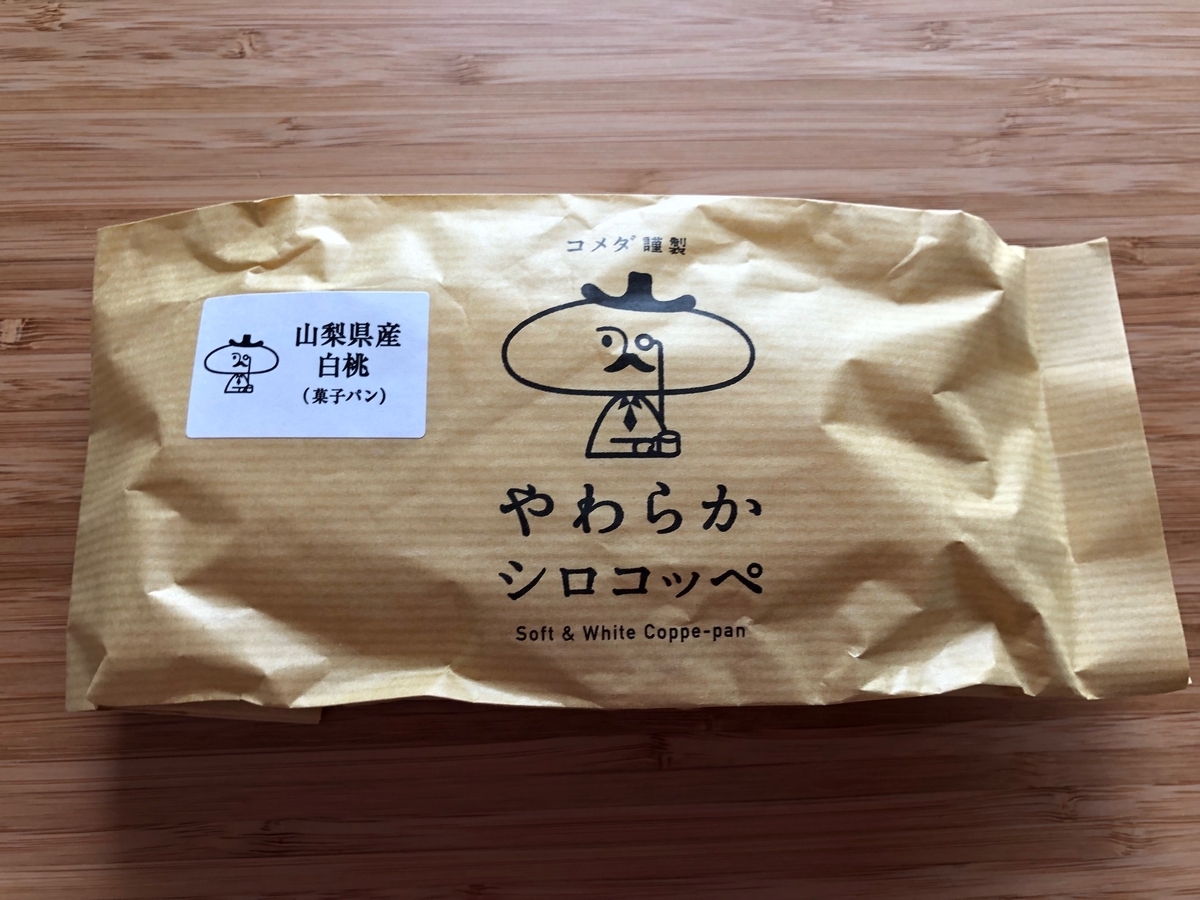 コメダ謹製
山梨県産
白桃
(菓子パン)
やわらか
シロコッペ
Soft & White Coppe-pan